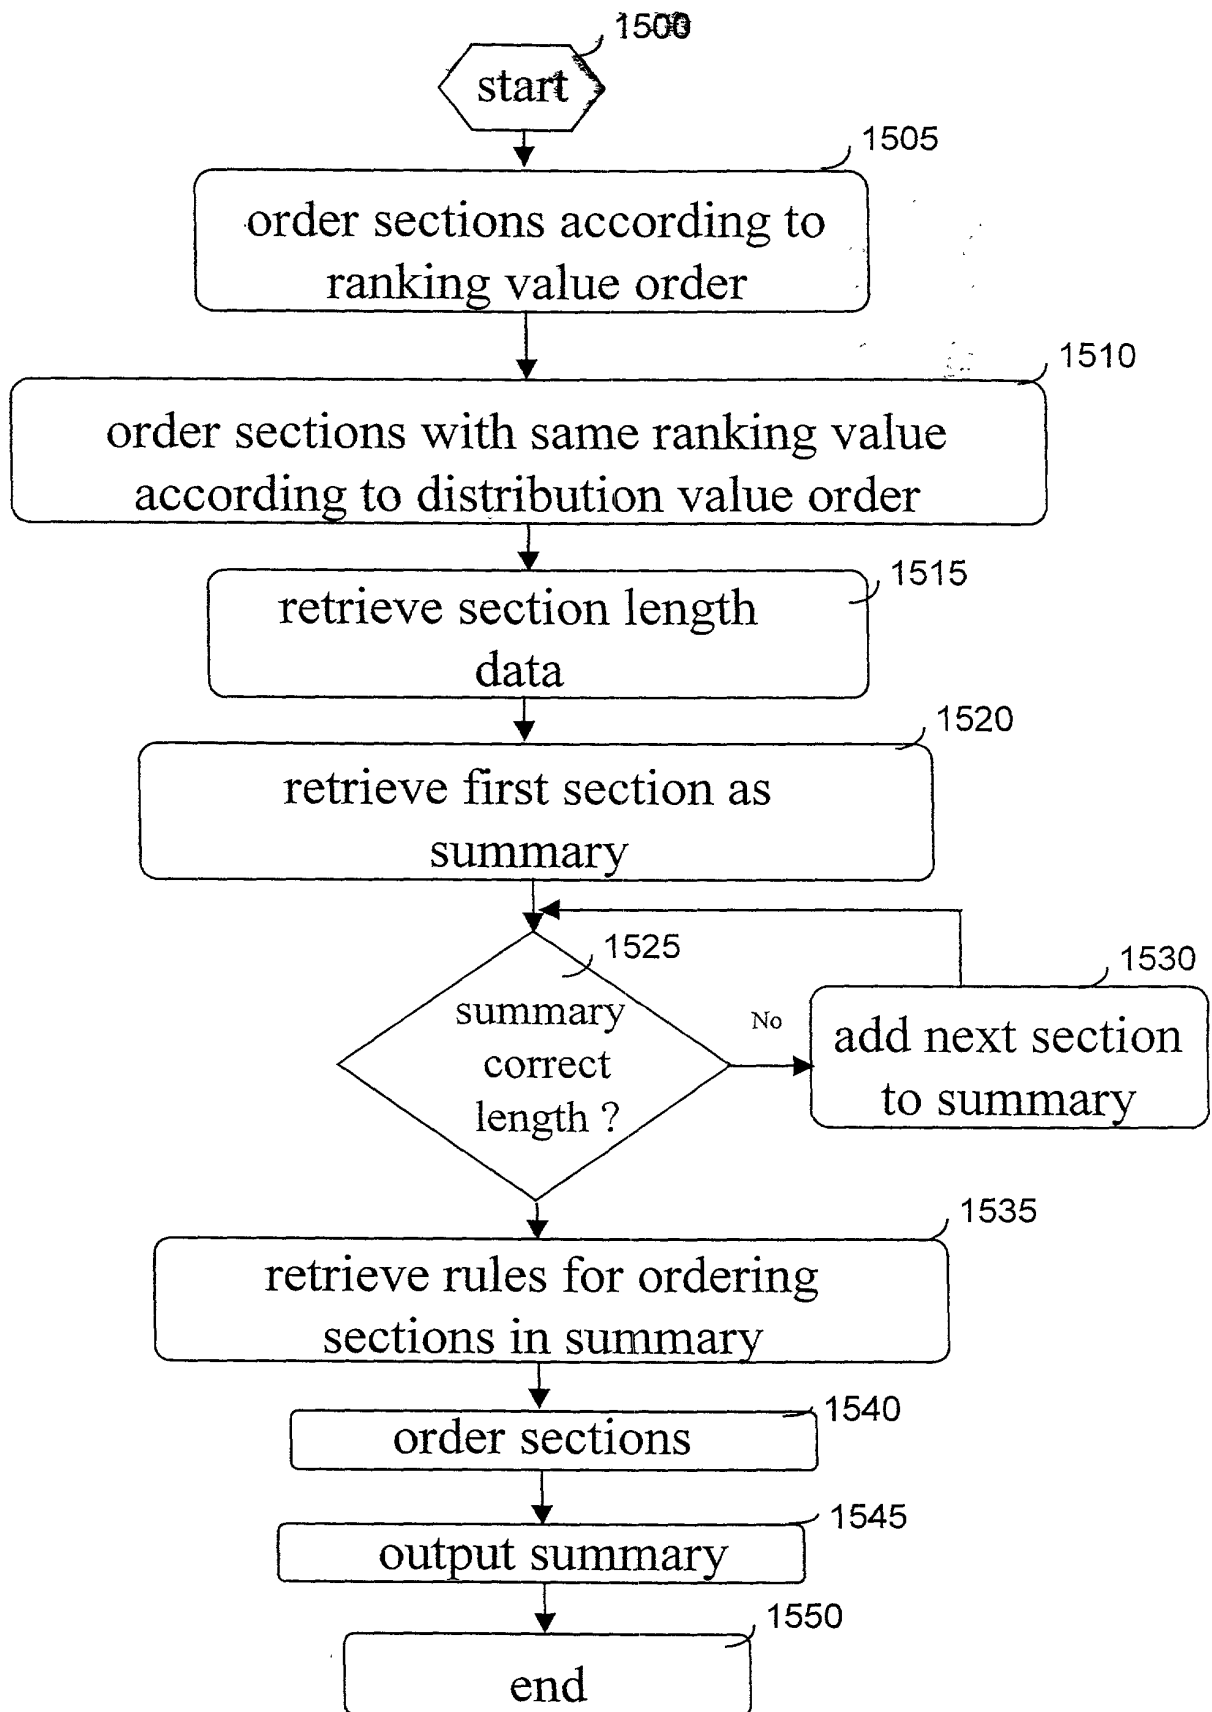 1500
start
1505
order sections according to
ranking value order
1510
order sections with same ranking value
according to distribution value order
1515
retrieve section length
data
1520
retrieve first section as
summary
1525
summary
correct
length ?
No
1530
add next section
to summary
1535
retrieve rules for ordering
sections in summary
1540
order sections
1545
output summary
1550
end